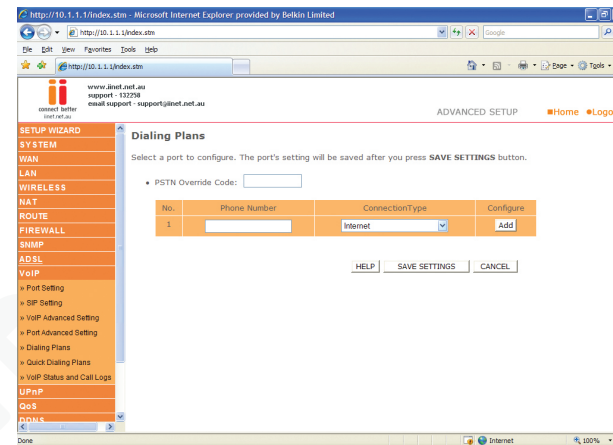 http://10.1.1.1/index.stm - Microsoft Internet Explorer provided by Belkin Limited
http://10.1.1.1/index.stm
Google
File Edit View Favorites Tools Help
http://10.1.1.1/index.stm
Page Tools
www.iinet.net.au
support - 132258
email support - support@iinet.net.au
connect better
iinet.net.au
ADVANCED SETUP
Home Logo
SETUP WIZARD
SYSTEM
WAN
LAN
WIRELESS
NAT
ROUTE
FIREWALL
SNMP
ADSL
VoIP
» Port Setting
» SIP Setting
» VoIP Advanced Setting
» Port Advanced Setting
» Dialing Plans
» Quick Dialing Plans
» VoIP Status and Call Logs
UPnP
QoS
DDNS
Dialing Plans
Select a port to configure. The port's setting will be saved after you press SAVE SETTINGS button.
• PSTN Override Code:
No. Phone Number ConnectionType Configure
1 Internet Add
HELP SAVE SETTINGS CANCEL
Done Internet 100%